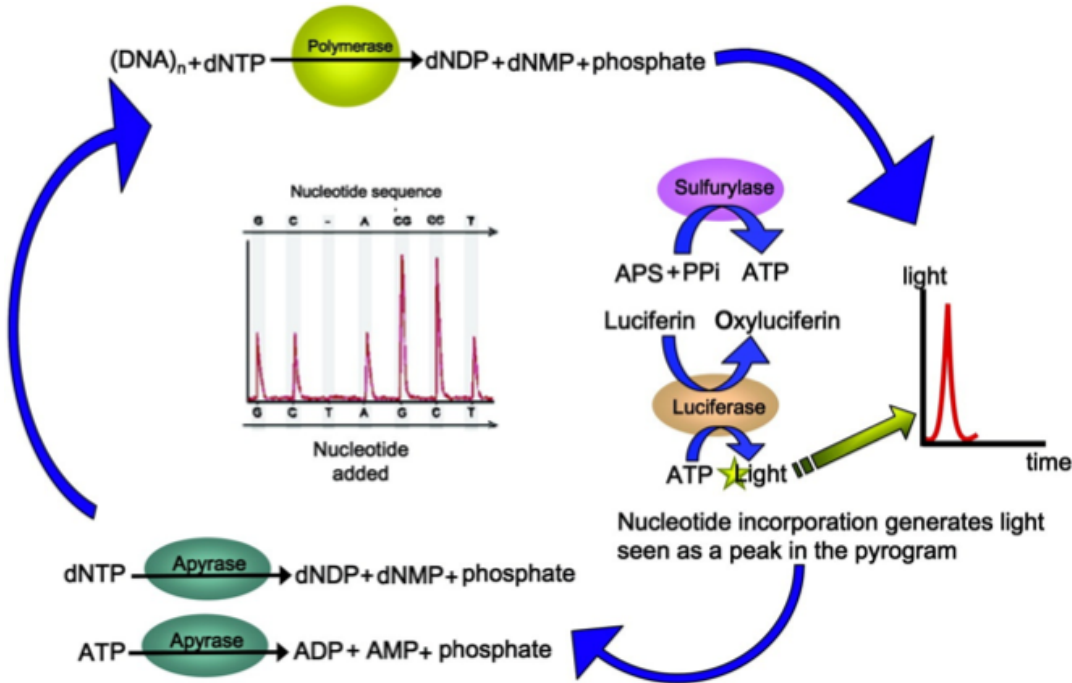 Polymerase
(DNA)n+dNTP dNDP+dNMP+phosphate
Nucleotide sequence
G C - A CG CC T
G C T A G C T
Nucleotide
added
Sulfurylase
APS+PPi ATP
Luciferin Oxyluciferin
Luciferase
ATP Light
light
time
Nucleotide incorporation generates light
seen as a peak in the pyrogram
dNTP Apyrase dNDP+dNMP+phosphate
ATP Apyrase ADP+AMP+phosphate